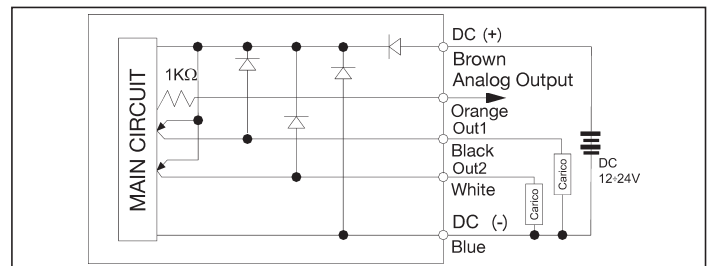 MAIN CIRCUIT
1KΩ
DC (+)
Brown
Analog Output
Orange
Out1
Black
Out2
White
DC (-)
Blue
Carico
Carico
DC
12÷24V